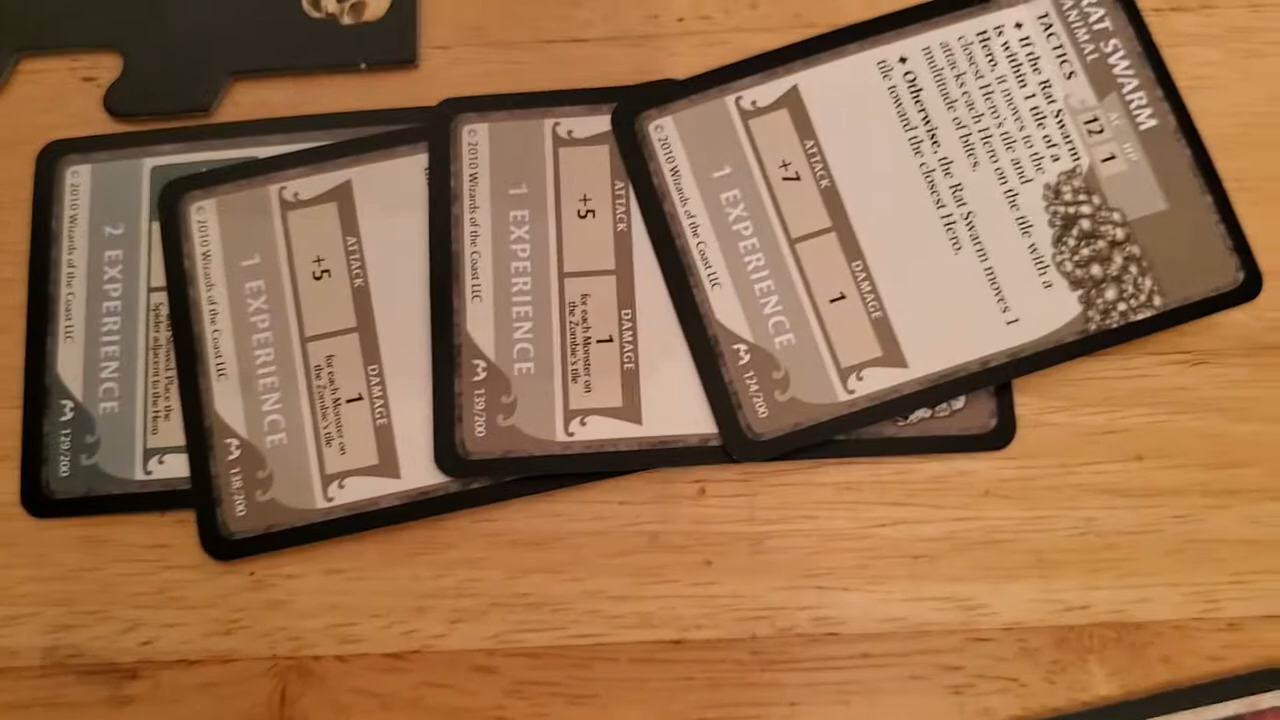 RAT SWARM
ANIMAL
AC HP
12 1
TACTICS
♦ If the Rat Swarm
is within 1 tile of a
Hero, it moves to the
closest Hero's tile and
attacks each Hero on the tile with a
multitude of bites.
♦ Otherwise, the Rat Swarm moves 1
tile toward the closest Hero.
ATTACK DAMAGE
+7 1
1 EXPERIENCE
© 2010 Wizards of the Coast LLC 124/200
ATTACK DAMAGE
+5 1
for each Monster on
the Zombie's tile
1 EXPERIENCE
© 2010 Wizards of the Coast LLC 139/200
ATTACK DAMAGE
+5 1
for each Monster on
the Zombie's tile
1 EXPERIENCE
© 2010 Wizards of the Coast LLC 138/200
and Slowed. Place the
Spider adjacent to the Hero
2 EXPERIENCE
© 2010 Wizards of the Coast LLC 129/200